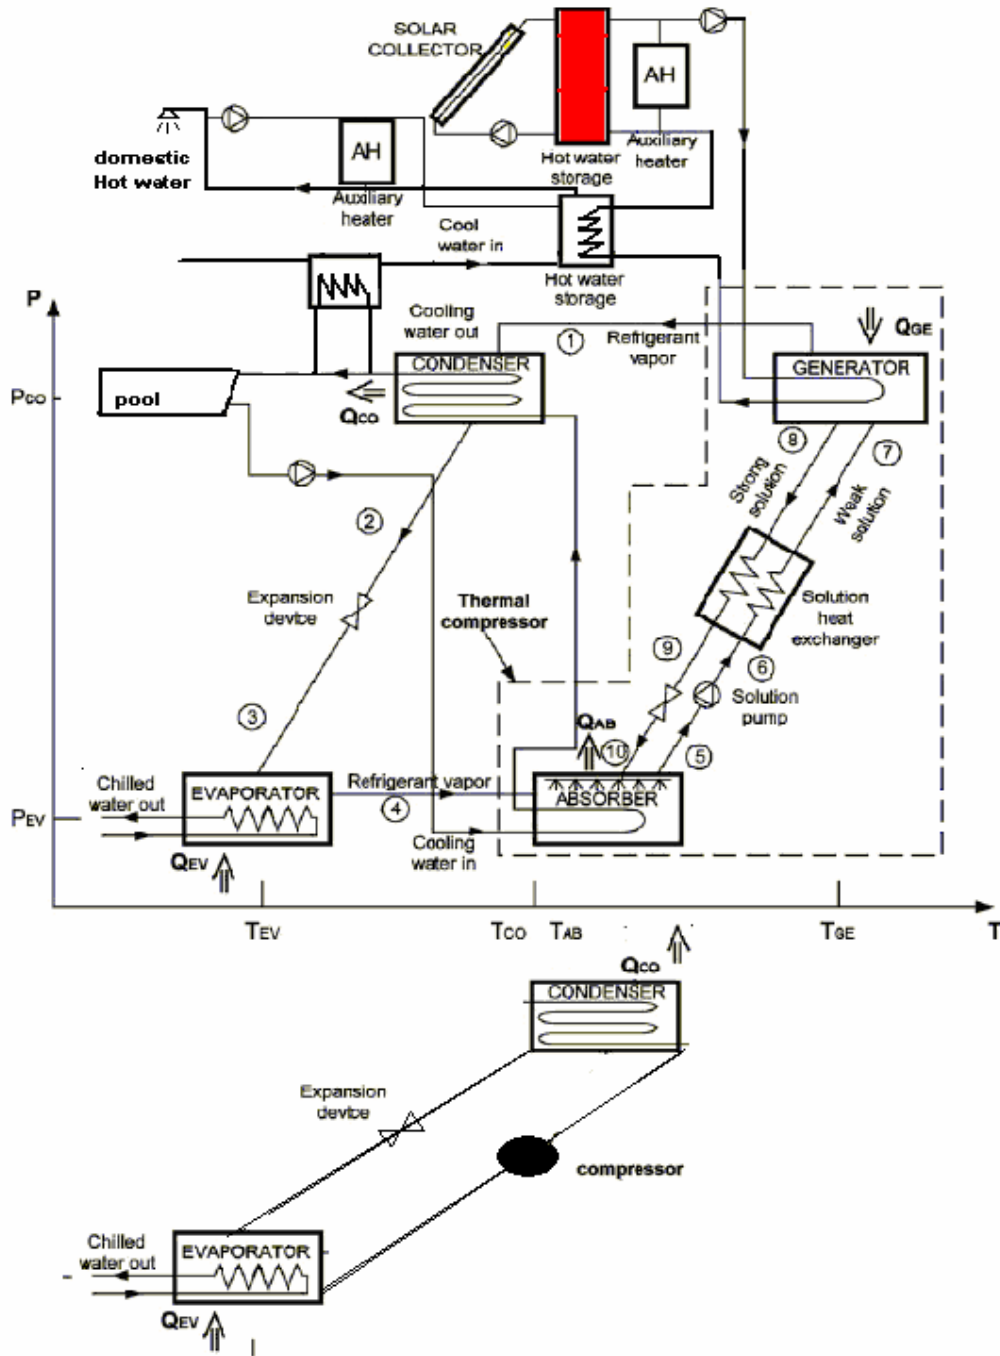 SOLAR
COLLECTOR
AH
Auxiliary
heater
Hot water
storage
domestic
Hot water
AH
Auxiliary
heater
Cool
water in
Hot water
storage
P
Cooling
water out
1
Refrigerant
vapor
QGE
CONDENSER
GENERATOR
PCO
pool
QCO
8
7
Strong
solution
Weak
solution
2
Expansion
device
Thermal
compressor
Solution
heat
exchanger
9
6
Solution
pump
3
QAB
10
5
Chilled
water out
EVAPORATOR
Refrigerant vapor
4
ABSORBER
PEV
QEV
Cooling
water in
TEV
TCO
TAB
TGE
T
QCO
CONDENSER
Expansion
device
compressor
Chilled
water out
EVAPORATOR
QEV